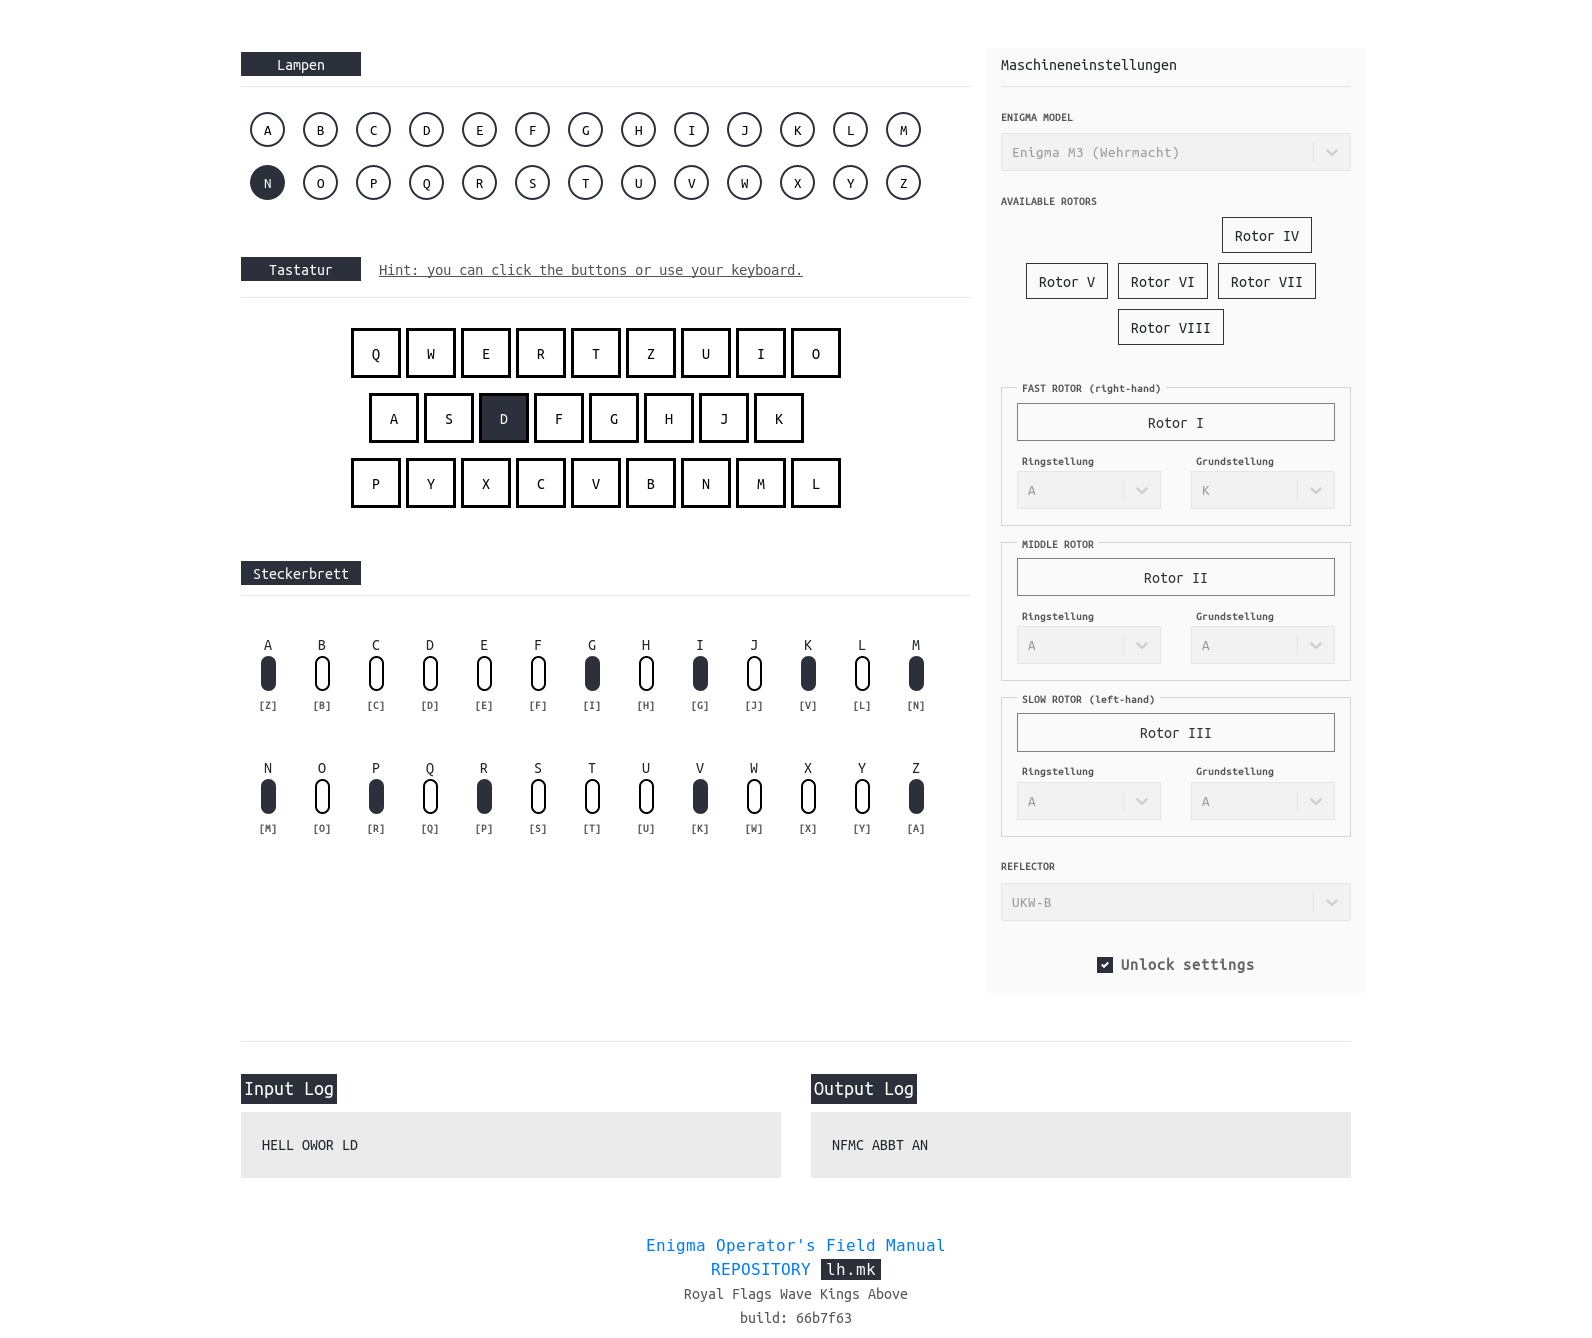 Lampen
A B C D E F G H I J K L M
N O P Q R S T U V W X Y Z
Tastatur Hint: you can click the buttons or use your keyboard.
Q W E R T Z U I O
A S D F G H J K
P Y X C V B N M L
Steckerbrett
A B C D E F G H I J K L M
[Z] [B] [C] [D] [E] [F] [I] [H] [G] [J] [V] [L] [N]
N O P Q R S T U V W X Y Z
[M] [O] [R] [Q] [P] [S] [T] [U] [K] [W] [X] [Y] [A]
Maschineneinstellungen
ENIGMA MODEL
Enigma M3 (Wehrmacht)
AVAILABLE ROTORS
Rotor IV
Rotor V Rotor VI Rotor VII
Rotor VIII
FAST ROTOR (right-hand)
Rotor I
Ringstellung Grundstellung
A K
MIDDLE ROTOR
Rotor II
Ringstellung Grundstellung
A A
SLOW ROTOR (left-hand)
Rotor III
Ringstellung Grundstellung
A A
REFLECTOR
UKW-B
Unlock settings
Input Log
HELL OWOR LD
Output Log
NFMC ABBT AN
Enigma Operator's Field Manual
REPOSITORY lh.mk
Royal Flags Wave Kings Above
build: 66b7f63